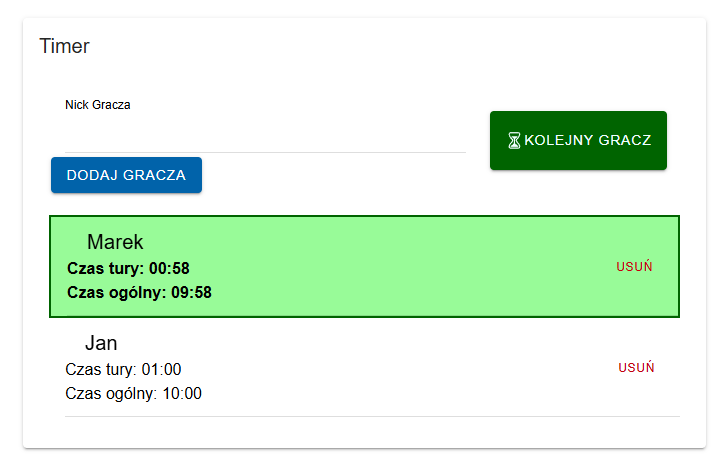 Timer
Nick Gracza
KOLEJNY GRACZ
DODAJ GRACZA
Marek
Czas tury: 00:58
Czas ogólny: 09:58
USUŃ
Jan
Czas tury: 01:00
Czas ogólny: 10:00
USUŃ